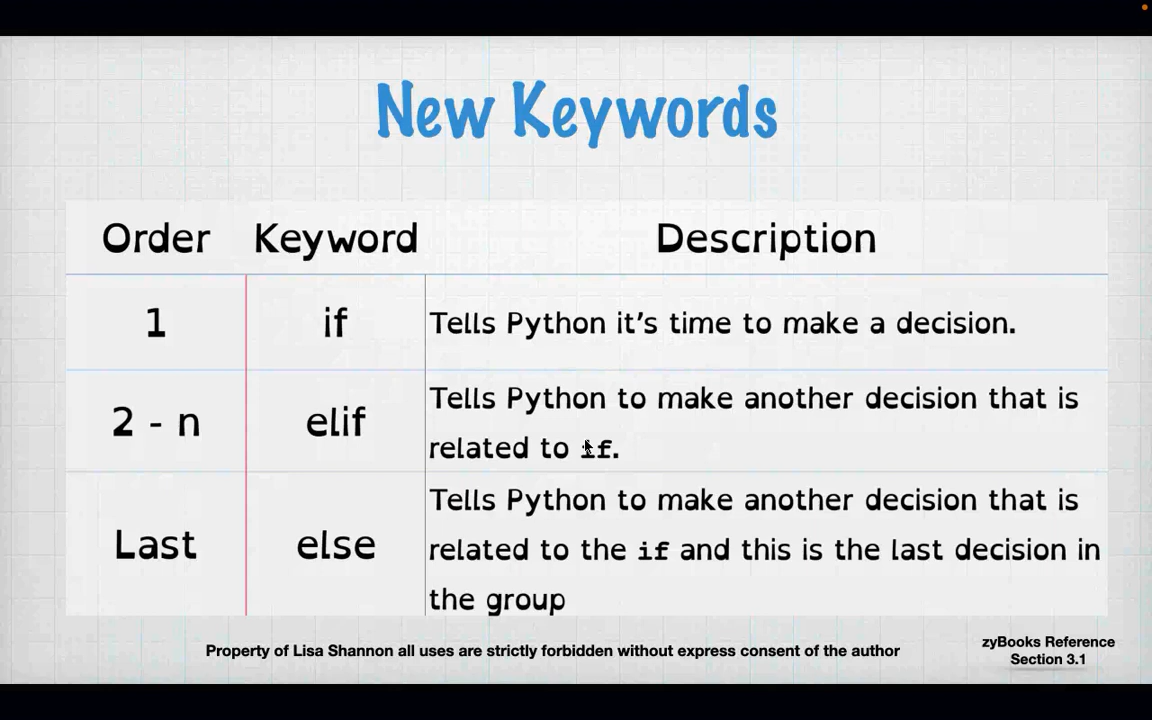 New Keywords
Order Keyword Description
1 if Tells Python it's time to make a decision.
2 - n elif Tells Python to make another decision that is
related to if.
Last else Tells Python to make another decision that is
related to the if and this is the last decision in
the group
Property of Lisa Shannon all uses are strictly forbidden without express consent of the author
zyBooks Reference
Section 3.1